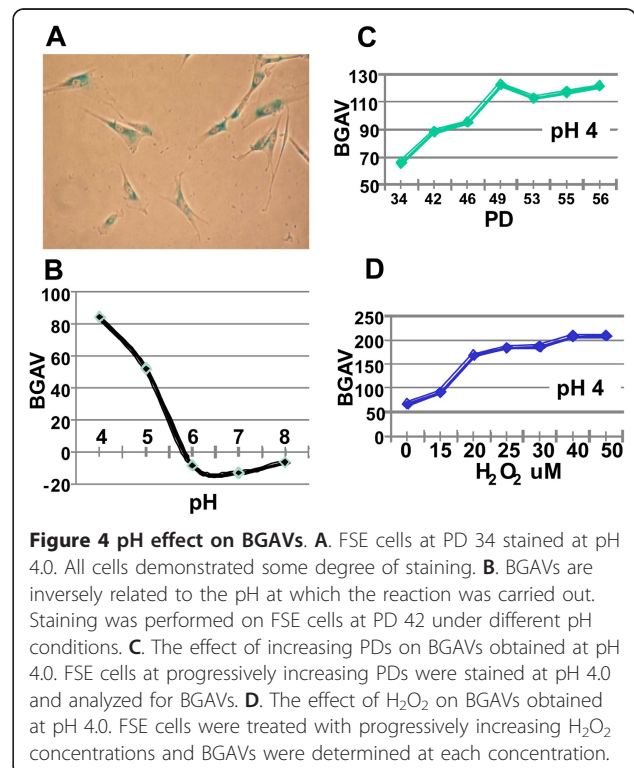 A
C
130
110
90
70
50
BGAV
pH 4
34 42 46 49 53 55 56
PD
B
100
80
60
40
20
0
-20
BGAV
4 5 6 7 8
pH
D
250
200
150
100
50
0
BGAV
pH 4
0 15 20 25 30 40 50
H₂O₂ uM
Figure 4 pH effect on BGAVs. A. FSE cells at PD 34 stained at pH
4.0. All cells demonstrated some degree of staining. B. BGAVs are
inversely related to the pH at which the reaction was carried out.
Staining was performed on FSE cells at PD 42 under different pH
conditions. C. The effect of increasing PDs on BGAVs obtained at pH
4.0. FSE cells at progressively increasing PDs were stained at pH 4.0
and analyzed for BGAVs. D. The effect of H₂O₂ on BGAVs obtained
at pH 4.0. FSE cells were treated with progressively increasing H₂O₂
concentrations and BGAVs were determined at each concentration.